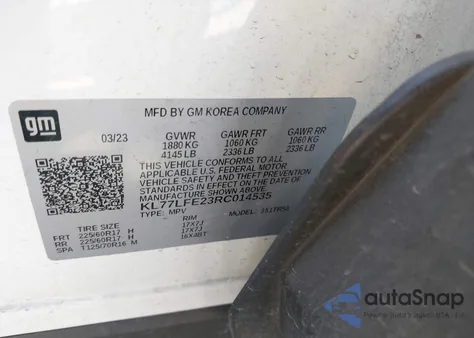 MFD BY GM KOREA COMPANY
gm
03/23 GVWR GAWR FRT GAWR RR
1880 KG 1060 KG 1060 KG
4145 LB 2336 LB 2336 LB
THIS VEHICLE CONFORMS TO ALL
APPLICABLE U.S. FEDERAL MOTOR
VEHICLE SAFETY
STANDARDS IN EFFECT ON THE DATE OF
MANUFACTURE SHOWN ABOVE.
KL77LFE23RC014535
TYPE: MPV MODEL:
TIRE SIZE RIM
FRT 225/60R17 H 17X7J
RR 225/60R17 H 17X7J
SPA T125/70R16 M 16X4BT
autoSnap